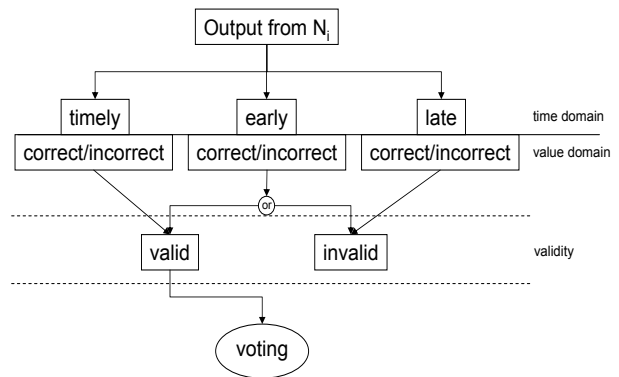 Output from Nᵢ
timely early late time domain
correct/incorrect correct/incorrect correct/incorrect value domain
or
valid invalid validity
voting